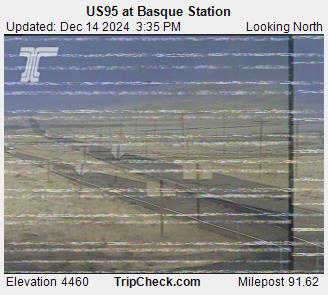 US95 at Basque Station
Updated: Dec 14 2024 3:35 PM Looking North
Elevation 4460 TripCheck.com Milepost 91.62